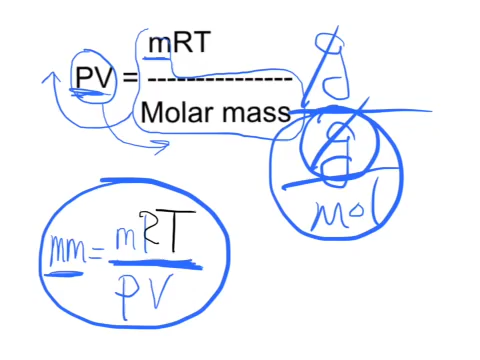 mRT
PV = ---------------
Molar mass
g
g
mol
mm = mRT
PV